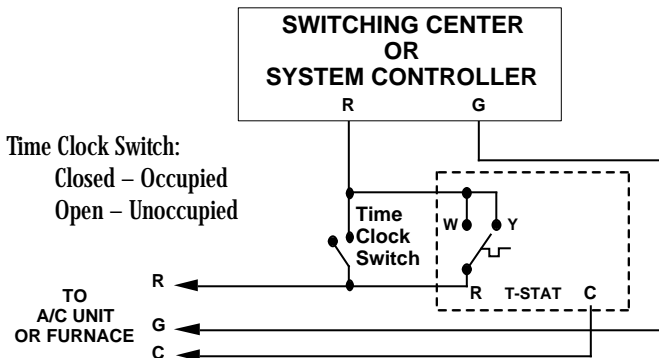 SWITCHING CENTER
OR
SYSTEM CONTROLLER
R G
Time Clock Switch:
Closed – Occupied
Open – Unoccupied
Time
Clock
Switch
W Y
R T-STAT C
TO
A/C UNIT
OR FURNACE
R
G
C